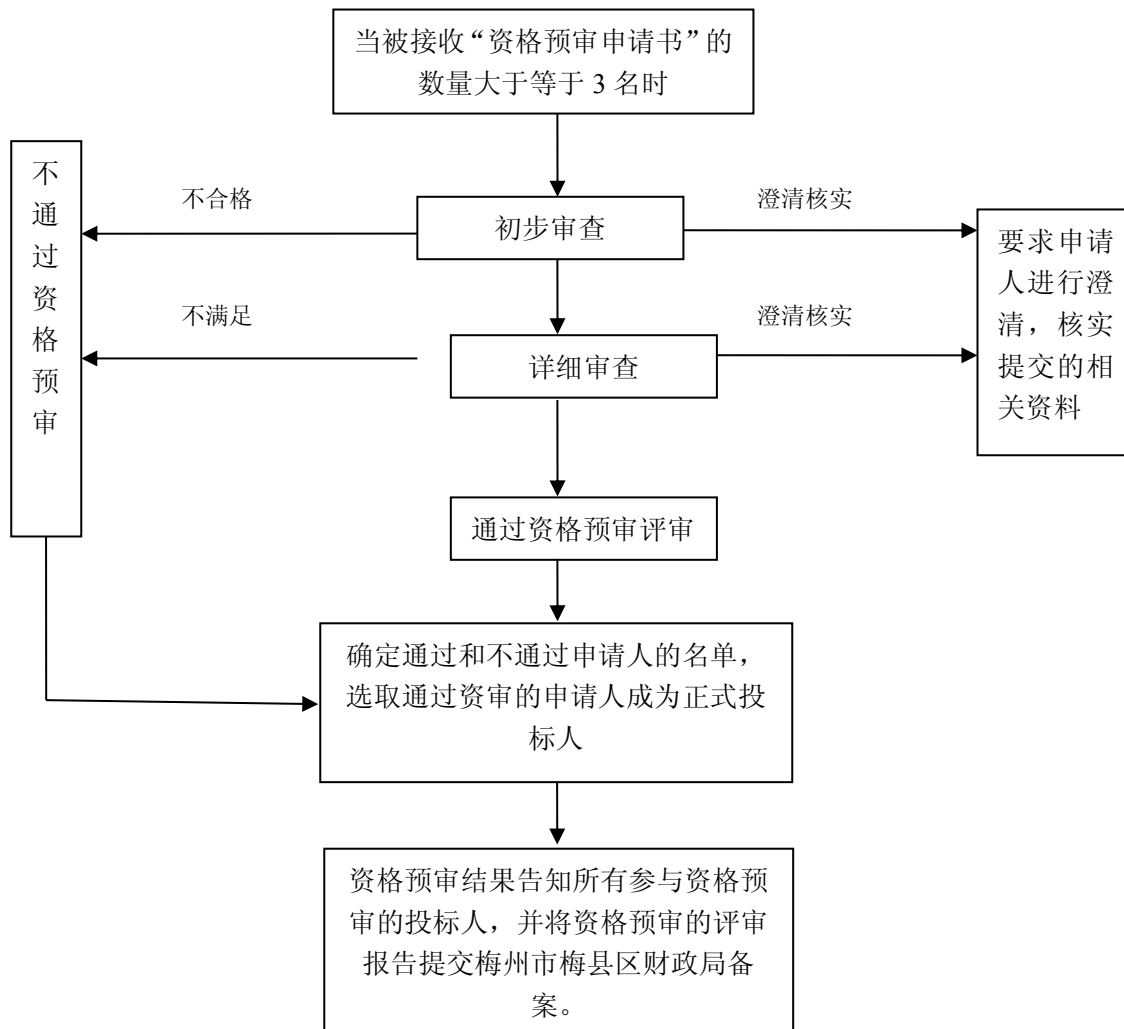 当被接收“资格预审申请书”的
数量大于等于 3 名时
不
通
过
资
格
预
审
不合格
初步审查
澄清核实
要求申请
人进行澄
清，核实
提交的相
关资料
不满足
详细审查
澄清核实
通过资格预审评审
确定通过和不通过申请人的名单，
选取通过资审的申请人成为正式投
标人
资格预审结果告知所有参与资格预
审的投标人，并将资格预审的评审
报告提交梅州市梅县区财政局备
案。